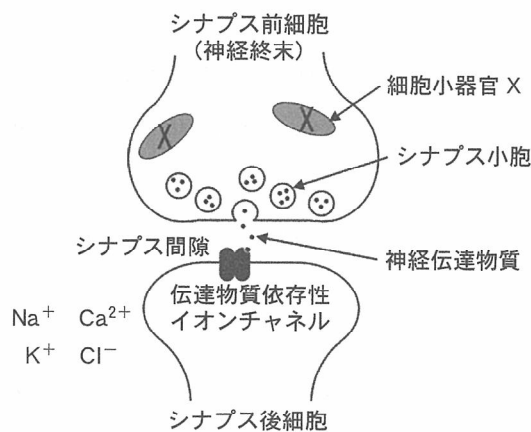 シナプス前細胞
(神経終末)
細胞小器官 X
X
X
シナプス小胞
シナプス間隙
神経伝達物質
伝達物質依存性
イオンチャネル
Na⁺ Ca²⁺
K⁺ Cl⁻
シナプス後細胞